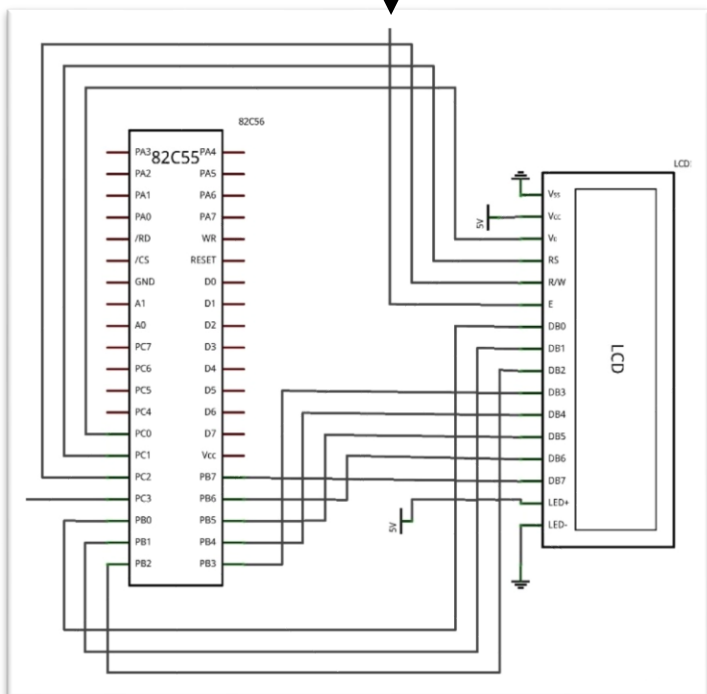 82C56
82C55
PA3 PA4
PA2 PA5
PA1 PA6
PA0 PA7
/RD WR
/CS RESET
GND D0
A1 D1
A0 D2
PC7 D3
PC6 D4
PC5 D5
PC4 D6
PC0 D7
PC1 Vcc
PC2 PB7
PC3 PB6
PB0 PB5
PB1 PB4
PB2 PB3
LCD
Vss
5V
Vcc
RS
R/W
E
DB0
DB1
DB2
DB3
DB4
DB5
DB6
DB7
LED+
5V
LED-
LCD